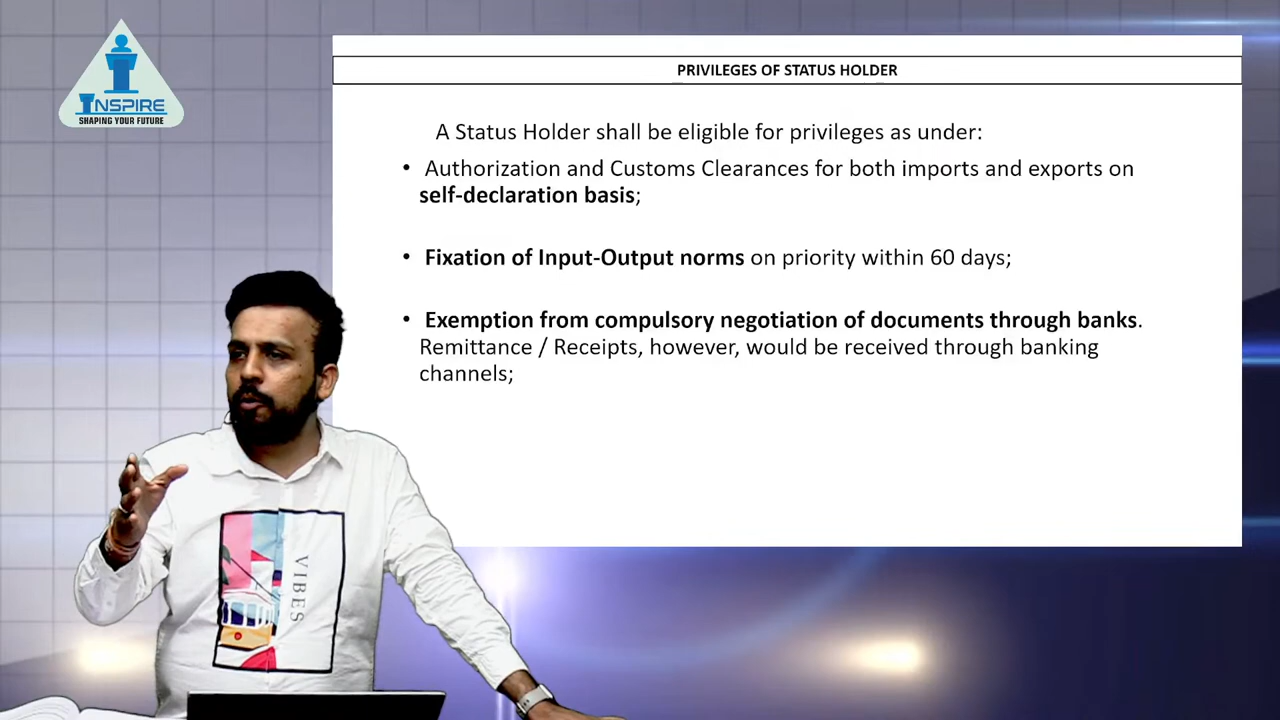 INSPIRE
SHAPING YOUR FUTURE
PRIVILEGES OF STATUS HOLDER
A Status Holder shall be eligible for privileges as under:
• Authorization and Customs Clearances for both imports and exports on
self-declaration basis;
• Fixation of Input-Output norms on priority within 60 days;
• Exemption from compulsory negotiation of documents through banks.
Remittance / Receipts, however, would be received through banking
channels;
VIBES